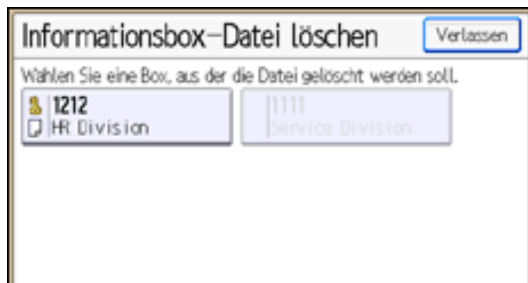 Informationsbox-Datei löschen
Verlassen
Wählen Sie eine Box, aus der die Datei gelöscht werden soll.
1212
HR Division
1111
Service Division